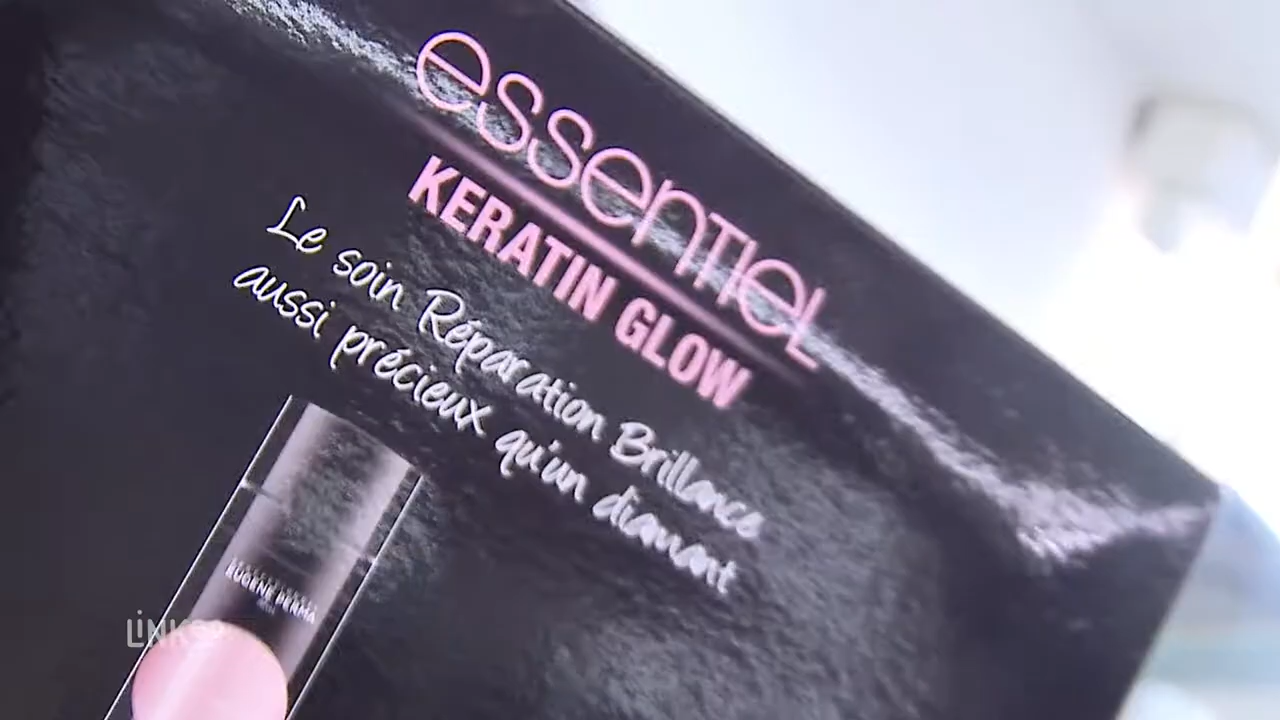 essentiel
KERATIN GLOW
Le soin Réparation Brillance
aussi précieux qu'un diamant
EUGENE PERMA